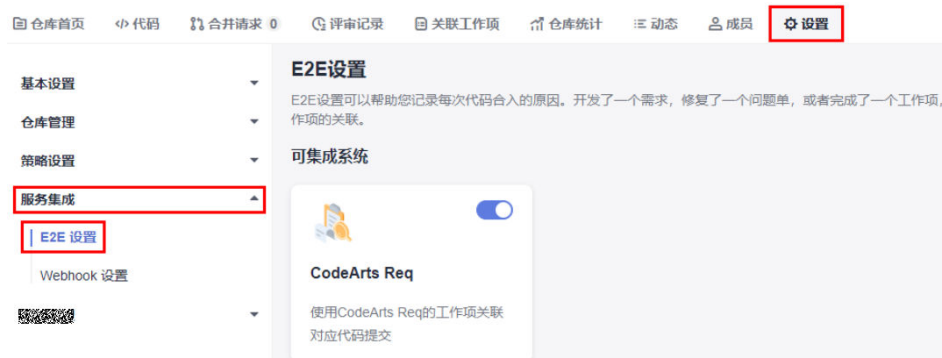 仓库首页 代码 合并请求 0 评审记录 关联工作项 仓库统计 动态 成员 设置
基本设置
仓库管理
策略设置
服务集成
E2E 设置
Webhook 设置
E2E设置
E2E设置可以帮助您记录每次代码合入的原因。开发了一个需求，修复了一个问题单，或者完成了一个工作项，
作项的关联。
可集成系统
CodeArts Req
使用CodeArts Req的工作项关联
对应代码提交